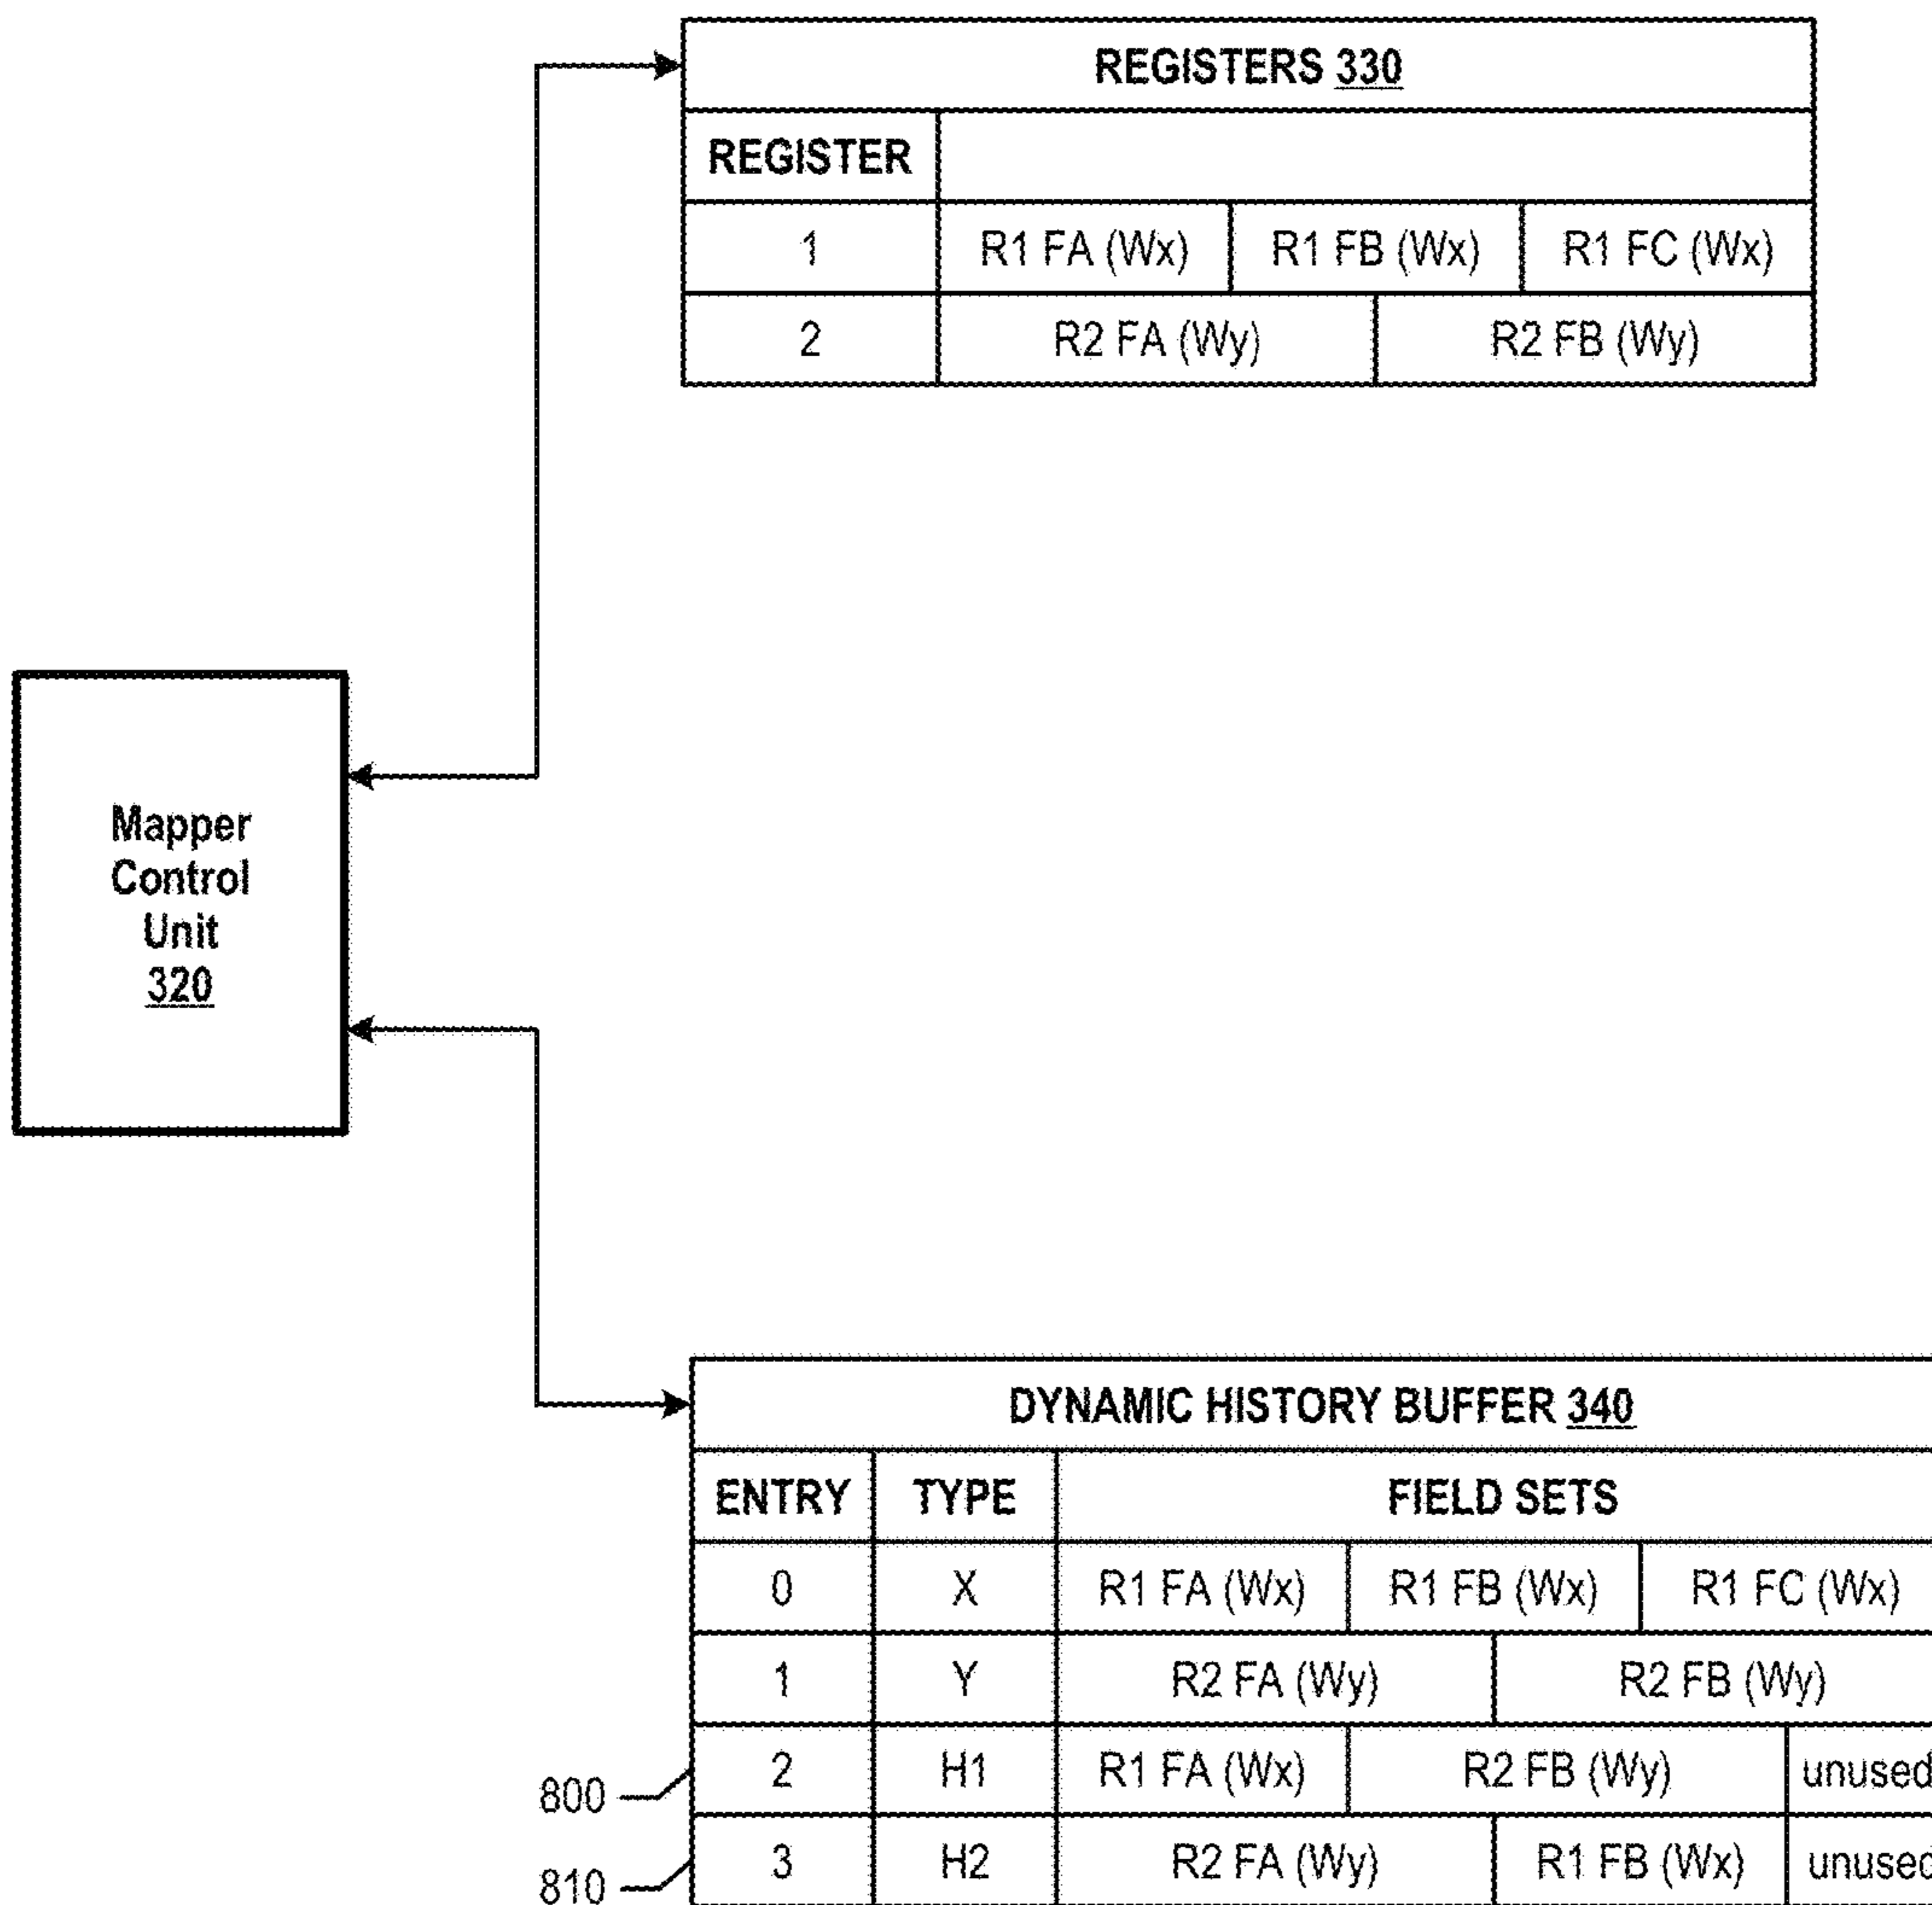 REGISTERS 330
REGISTER
1 R1 FA (Wx) R1 FB (Wx) R1 FC (Wx)
2 R2 FA (Wy) R2 FB (Wy)
Mapper
Control
Unit
320
DYNAMIC HISTORY BUFFER 340
ENTRY TYPE FIELD SETS
0 X R1 FA (Wx) R1 FB (Wx) R1 FC (Wx)
1 Y R2 FA (Wy) R2 FB (Wy)
800 2 H1 R1 FA (Wx) R2 FB (Wy) unused
810 3 H2 R2 FA (Wy) R1 FB (Wx) unused